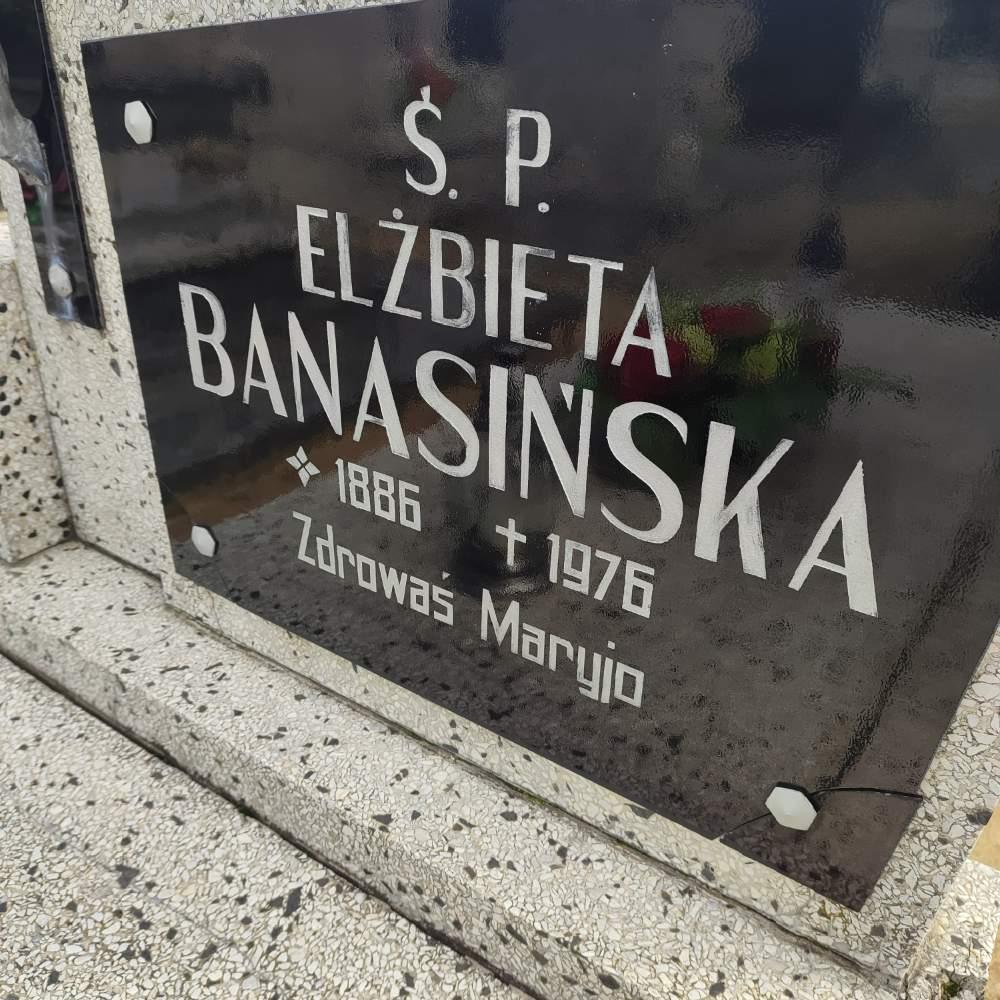 Ś. P.
ELŻBIETA
BANASIŃSKA
1886 † 1976
Zdrowaś Maryjo